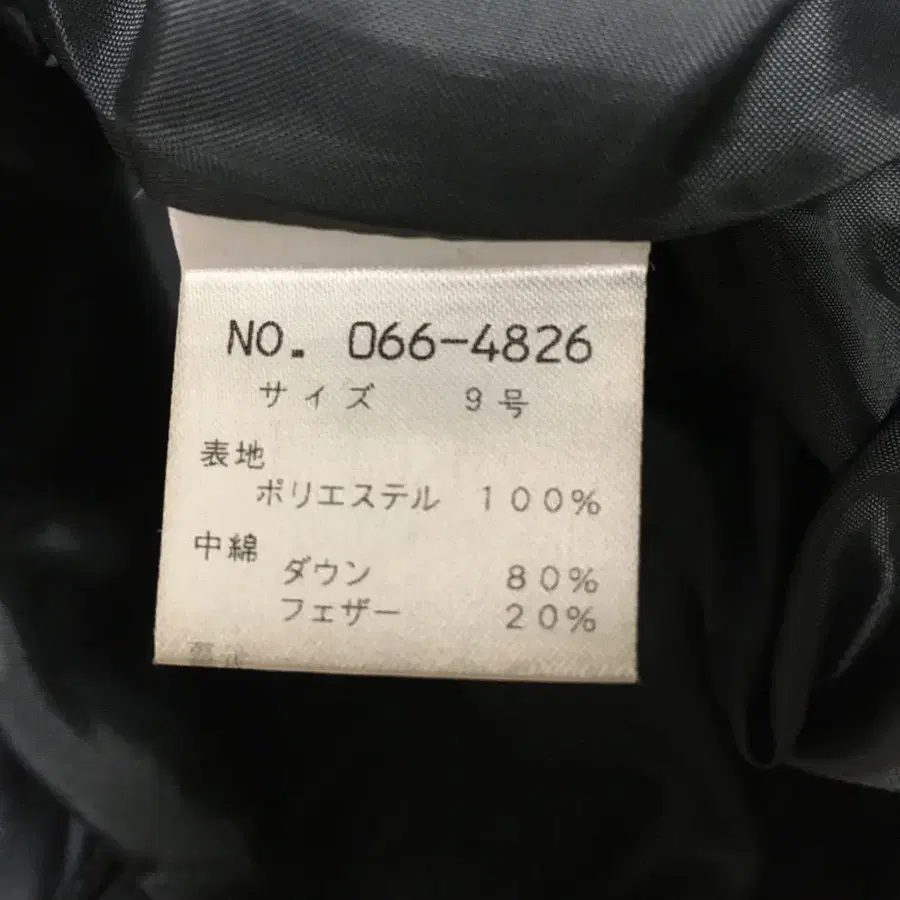 NO. 066-4826
サイズ 9号
表地
ポリエステル 100%
中綿
ダウン 80%
フェザー 20%